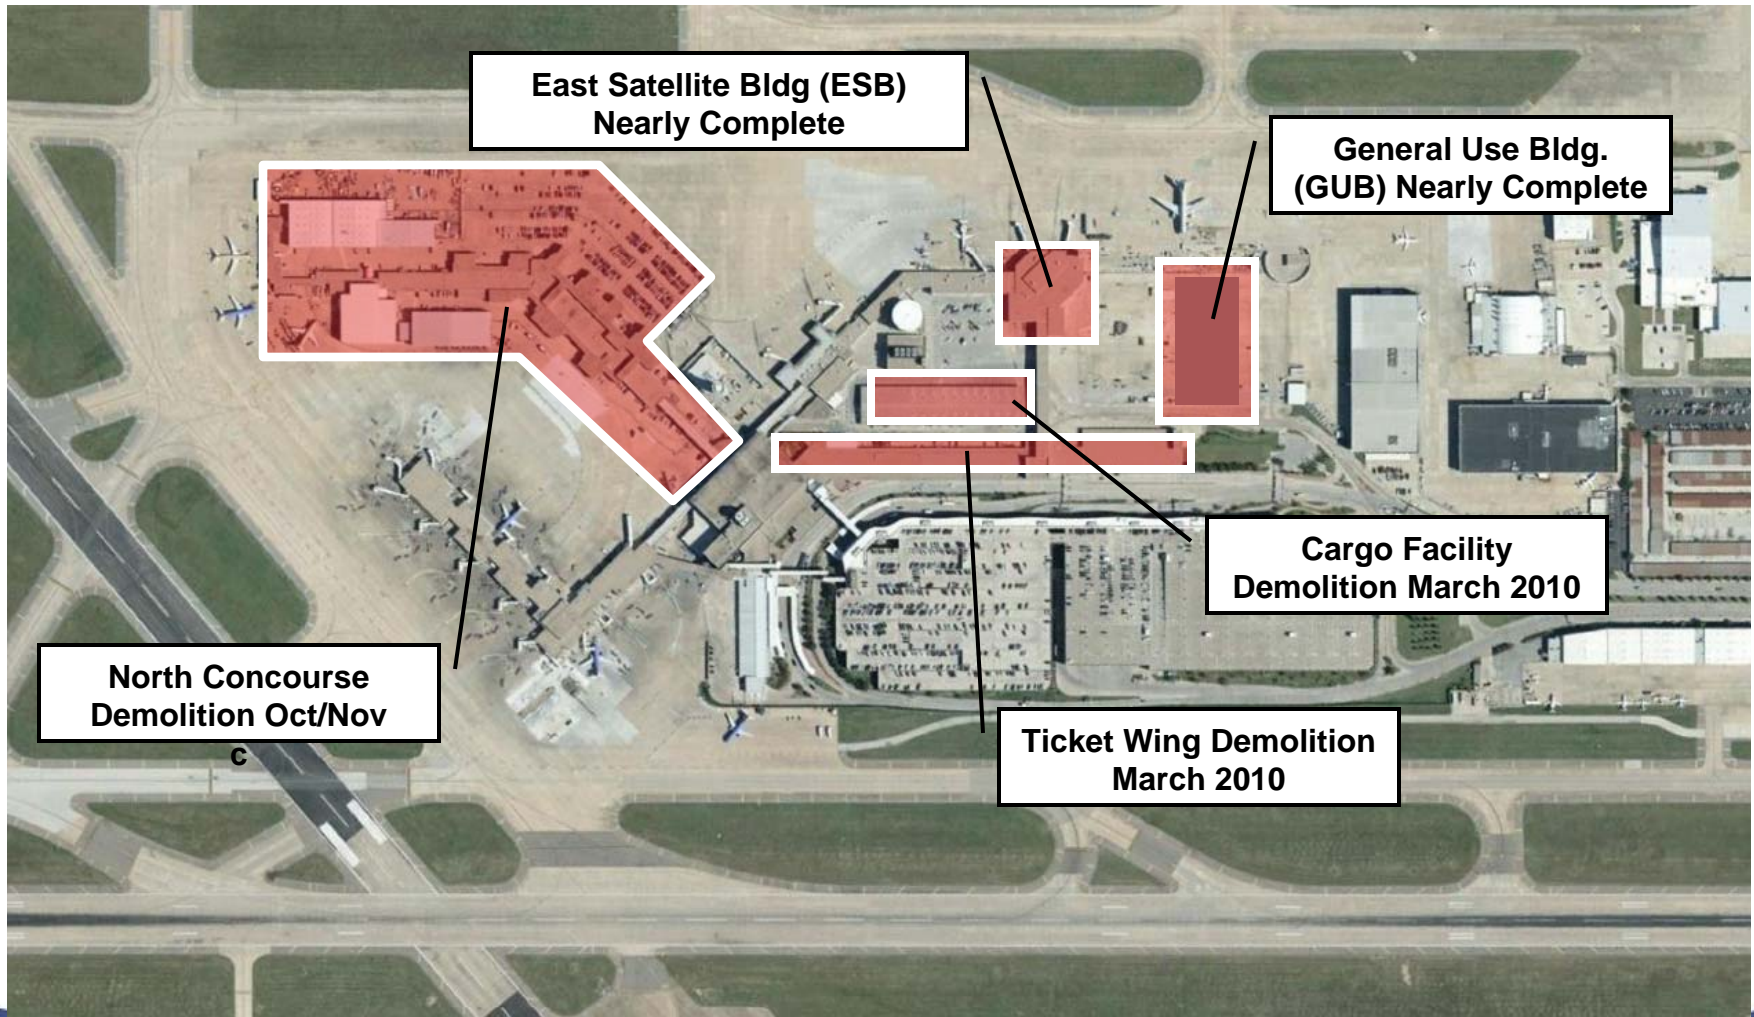 East Satellite Bldg (ESB)
Nearly Complete
General Use Bldg.
(GUB) Nearly Complete
Cargo Facility
Demolition March 2010
North Concourse
Demolition Oct/Nov
c
Ticket Wing Demolition
March 2010